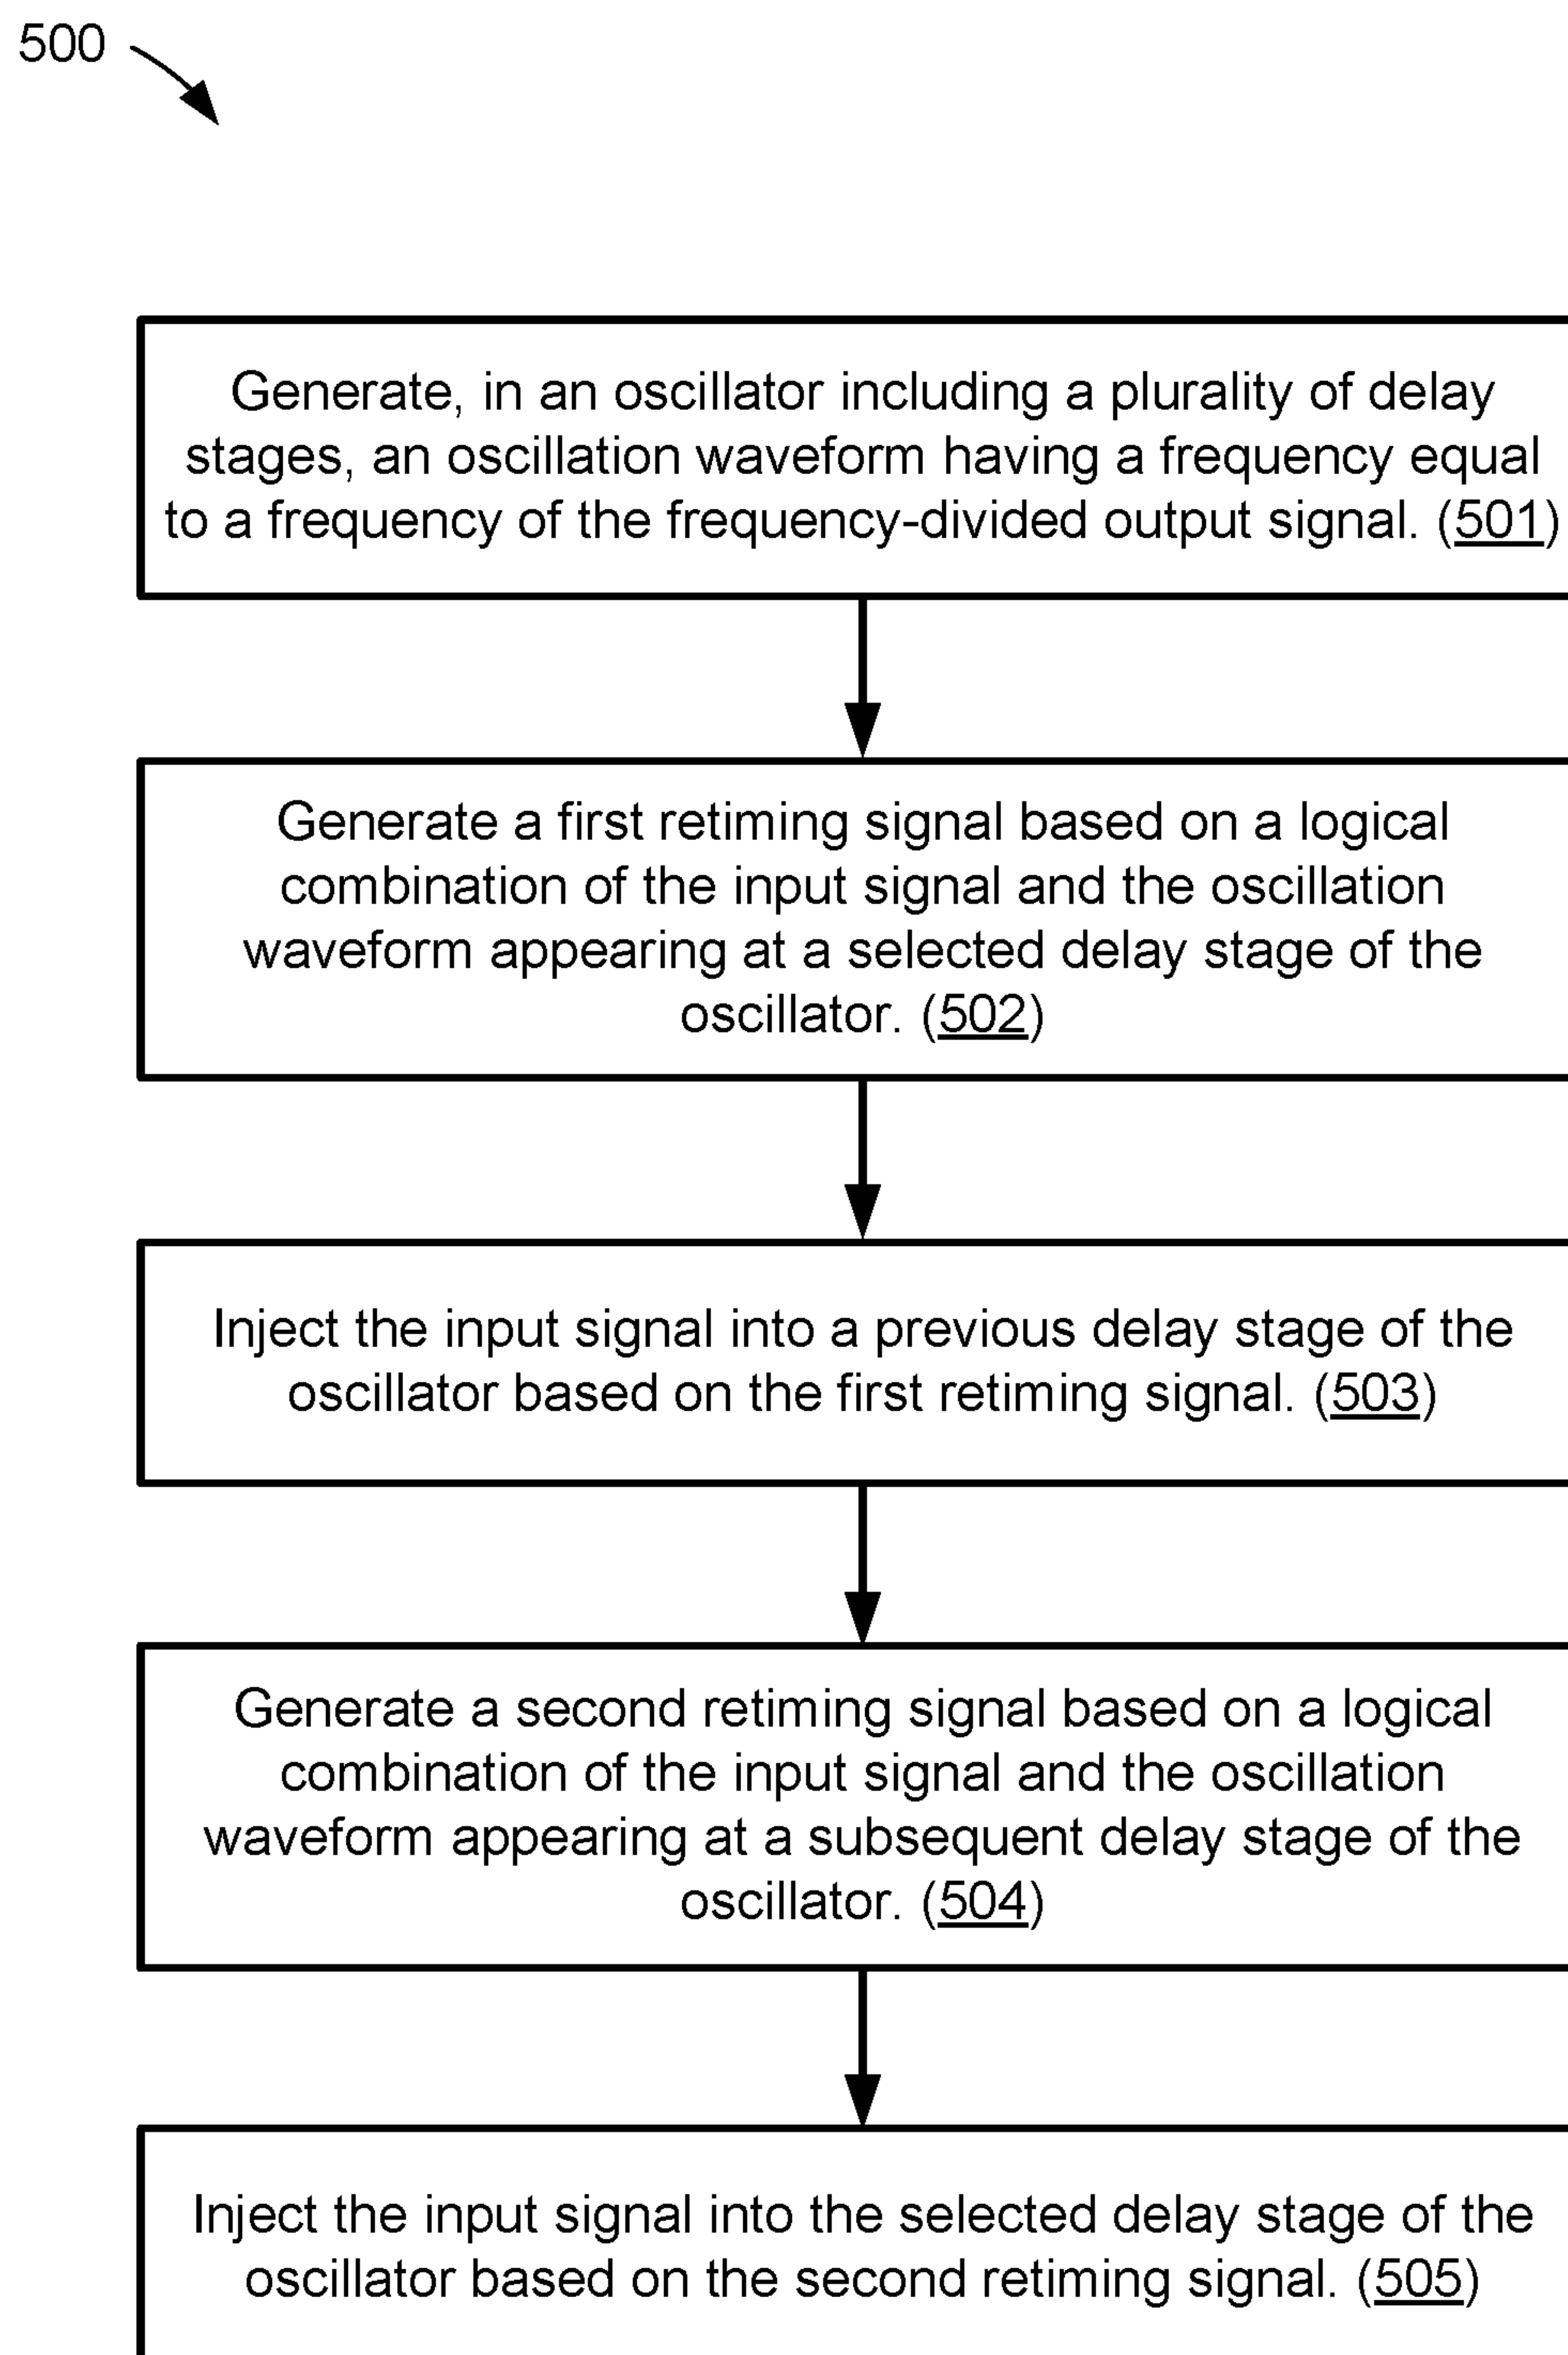 500
Generate, in an oscillator including a plurality of delay
stages, an oscillation waveform having a frequency equal
to a frequency of the frequency-divided output signal. (501)
Generate a first retiming signal based on a logical
combination of the input signal and the oscillation
waveform appearing at a selected delay stage of the
oscillator. (502)
Inject the input signal into a previous delay stage of the
oscillator based on the first retiming signal. (503)
Generate a second retiming signal based on a logical
combination of the input signal and the oscillation
waveform appearing at a subsequent delay stage of the
oscillator. (504)
Inject the input signal into the selected delay stage of the
oscillator based on the second retiming signal. (505)